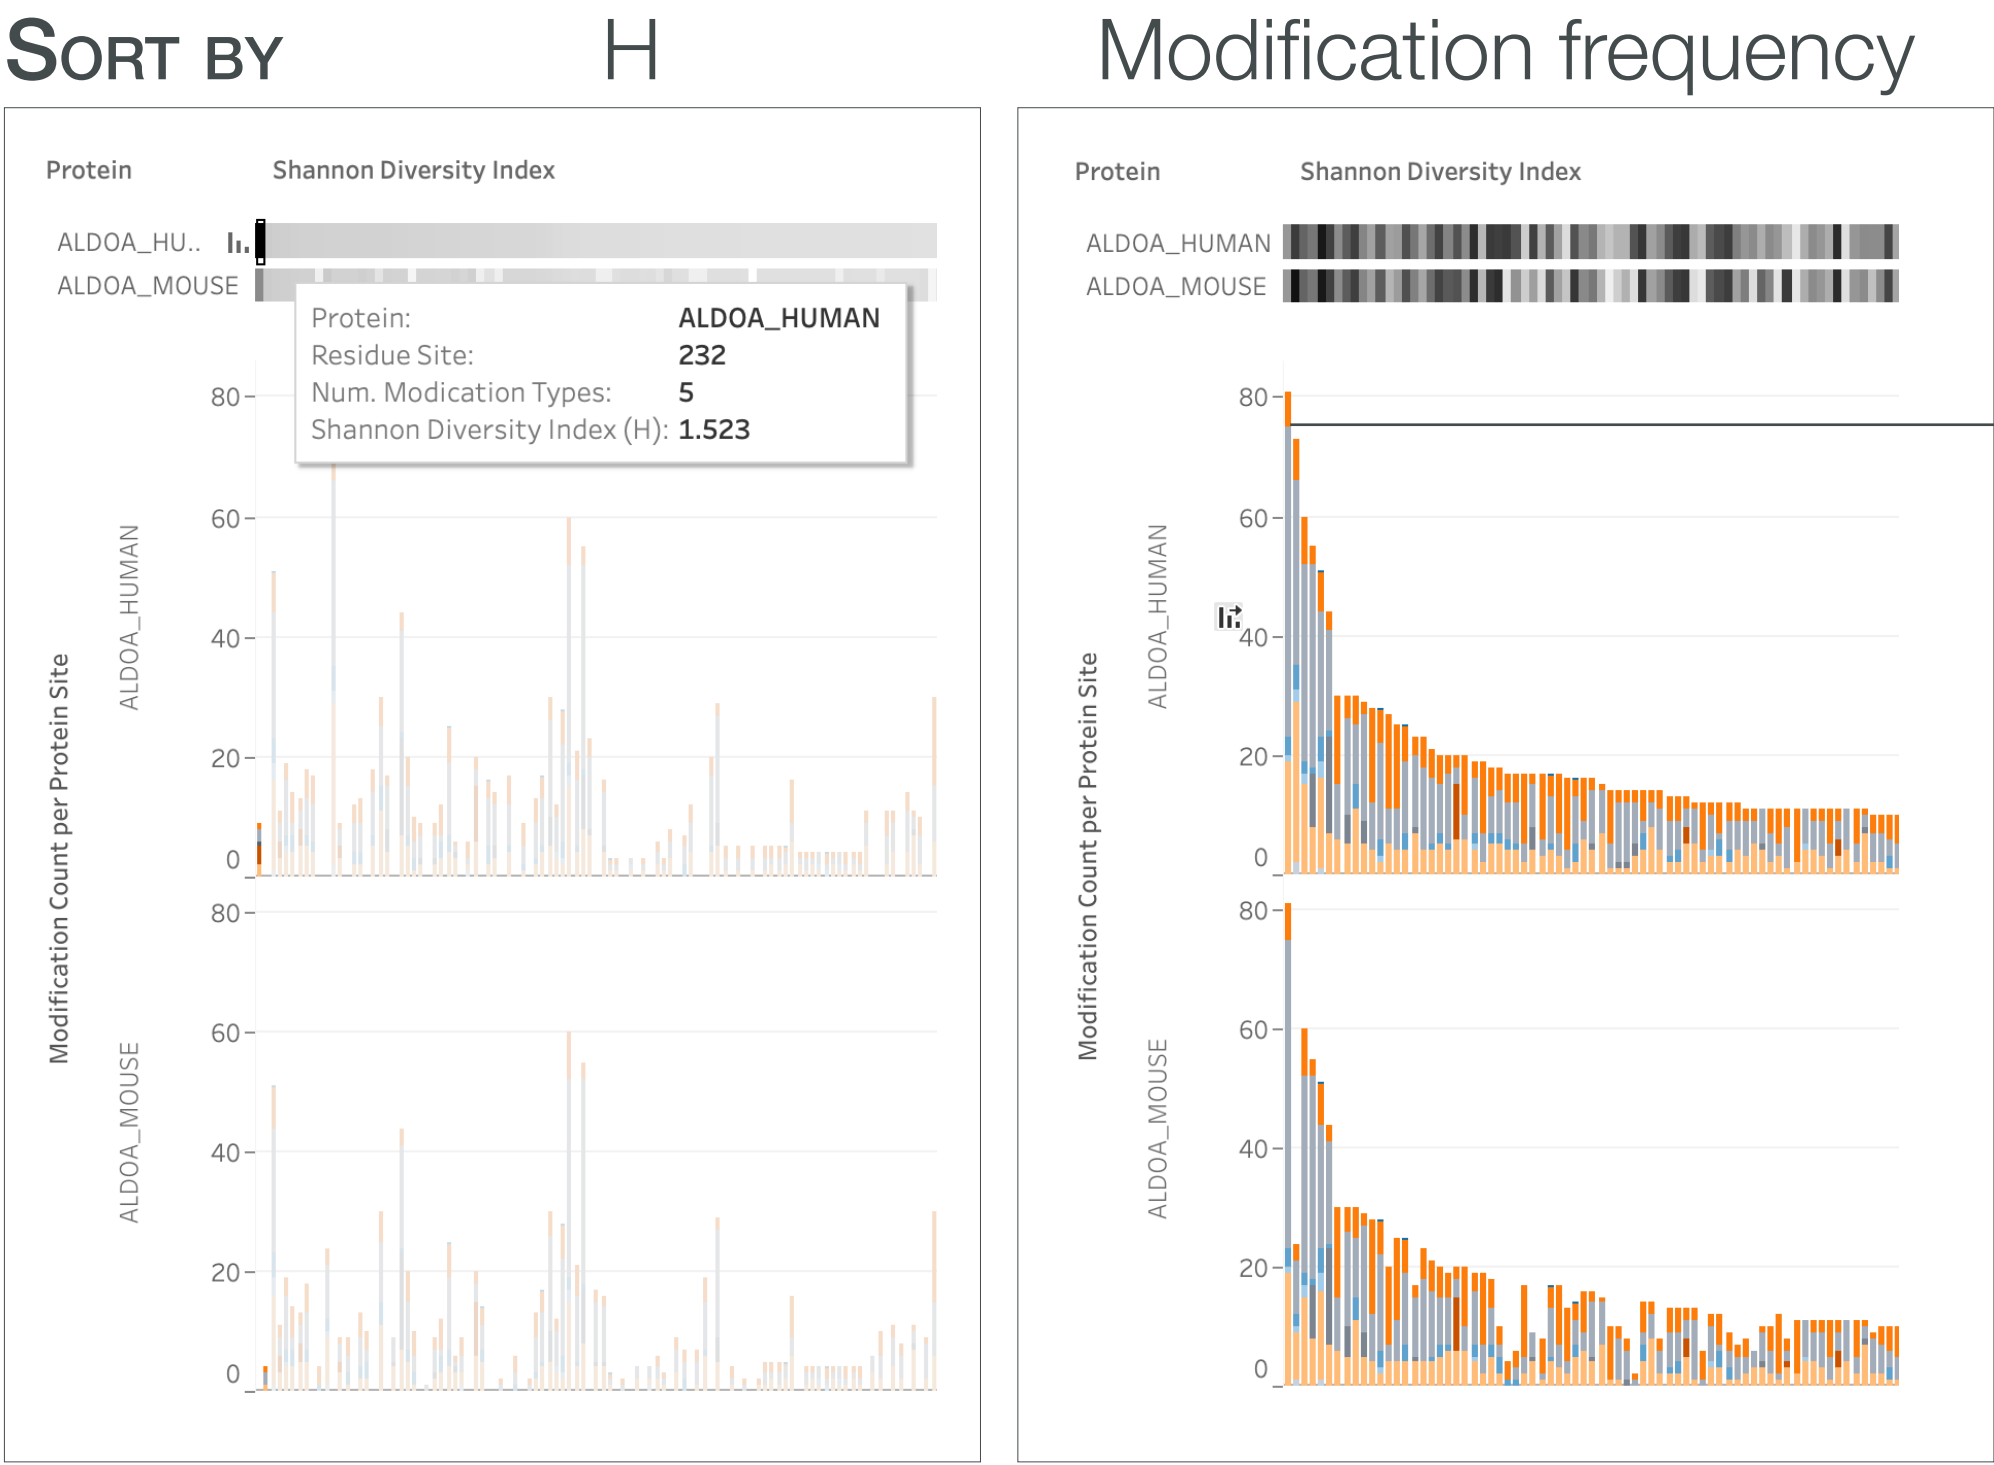 SORT BY H Modification frequency
Protein Shannon Diversity Index
ALDOA_HU..
ALDOA_MOUSE
Protein: ALDOA_HUMAN
Residue Site: 232
Num. Modication Types: 5
Shannon Diversity Index (H): 1.523
Modification Count per Protein Site
ALDOA_HUMAN
80
60
40
20
0
ALDOA_MOUSE
80
60
40
20
0
Protein Shannon Diversity Index
ALDOA_HUMAN
ALDOA_MOUSE
Modification Count per Protein Site
ALDOA_HUMAN
80
60
40
20
0
ALDOA_MOUSE
80
60
40
20
0